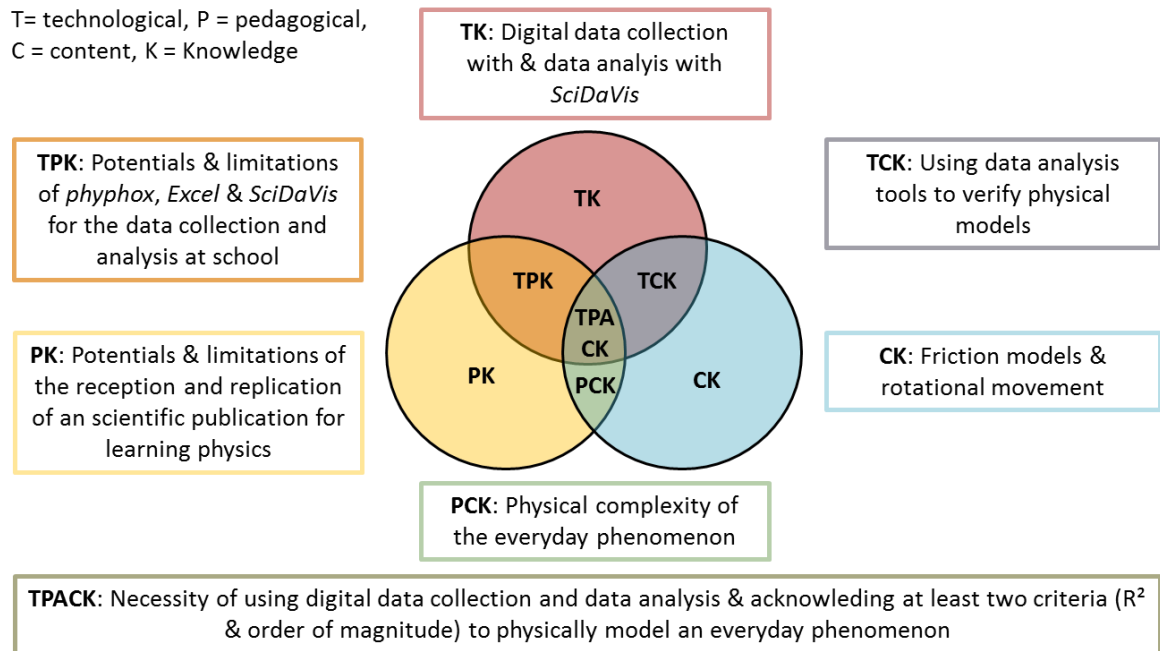 T= technological, P = pedagogical,
C = content, K = Knowledge
TK: Digital data collection
with & data analyis with
SciDaVis
TPK: Potentials & limitations
of phyphox, Excel & SciDaVis
for the data collection and
analysis at school
TCK: Using data analysis
tools to verify physical
models
TK
TPK
TCK
TPA
CK
PK
PCK
CK
PK: Potentials & limitations of
the reception and replication
of an scientific publication for
learning physics
CK: Friction models &
rotational movement
PCK: Physical complexity of
the everyday phenomenon
TPACK: Necessity of using digital data collection and data analysis & acknowleding at least two criteria (R²
& order of magnitude) to physically model an everyday phenomenon